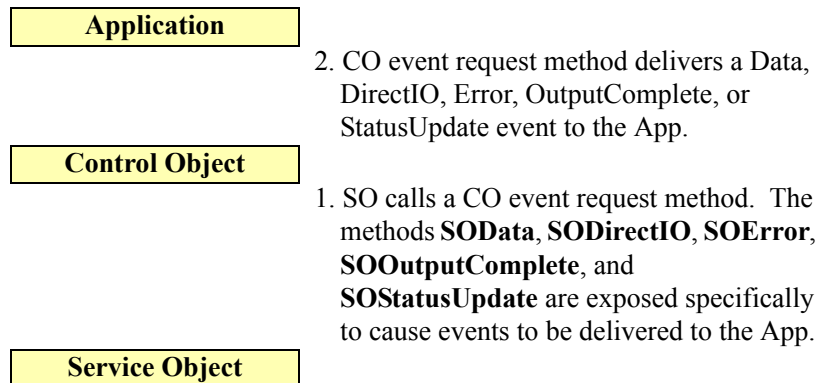 Application
2. CO event request method delivers a Data,
DirectIO, Error, OutputComplete, or
StatusUpdate event to the App.
Control Object
1. SO calls a CO event request method. The
methods SOData, SODirectIO, SOError,
SOOutputComplete, and
SOStatusUpdate are exposed specifically
to cause events to be delivered to the App.
Service Object